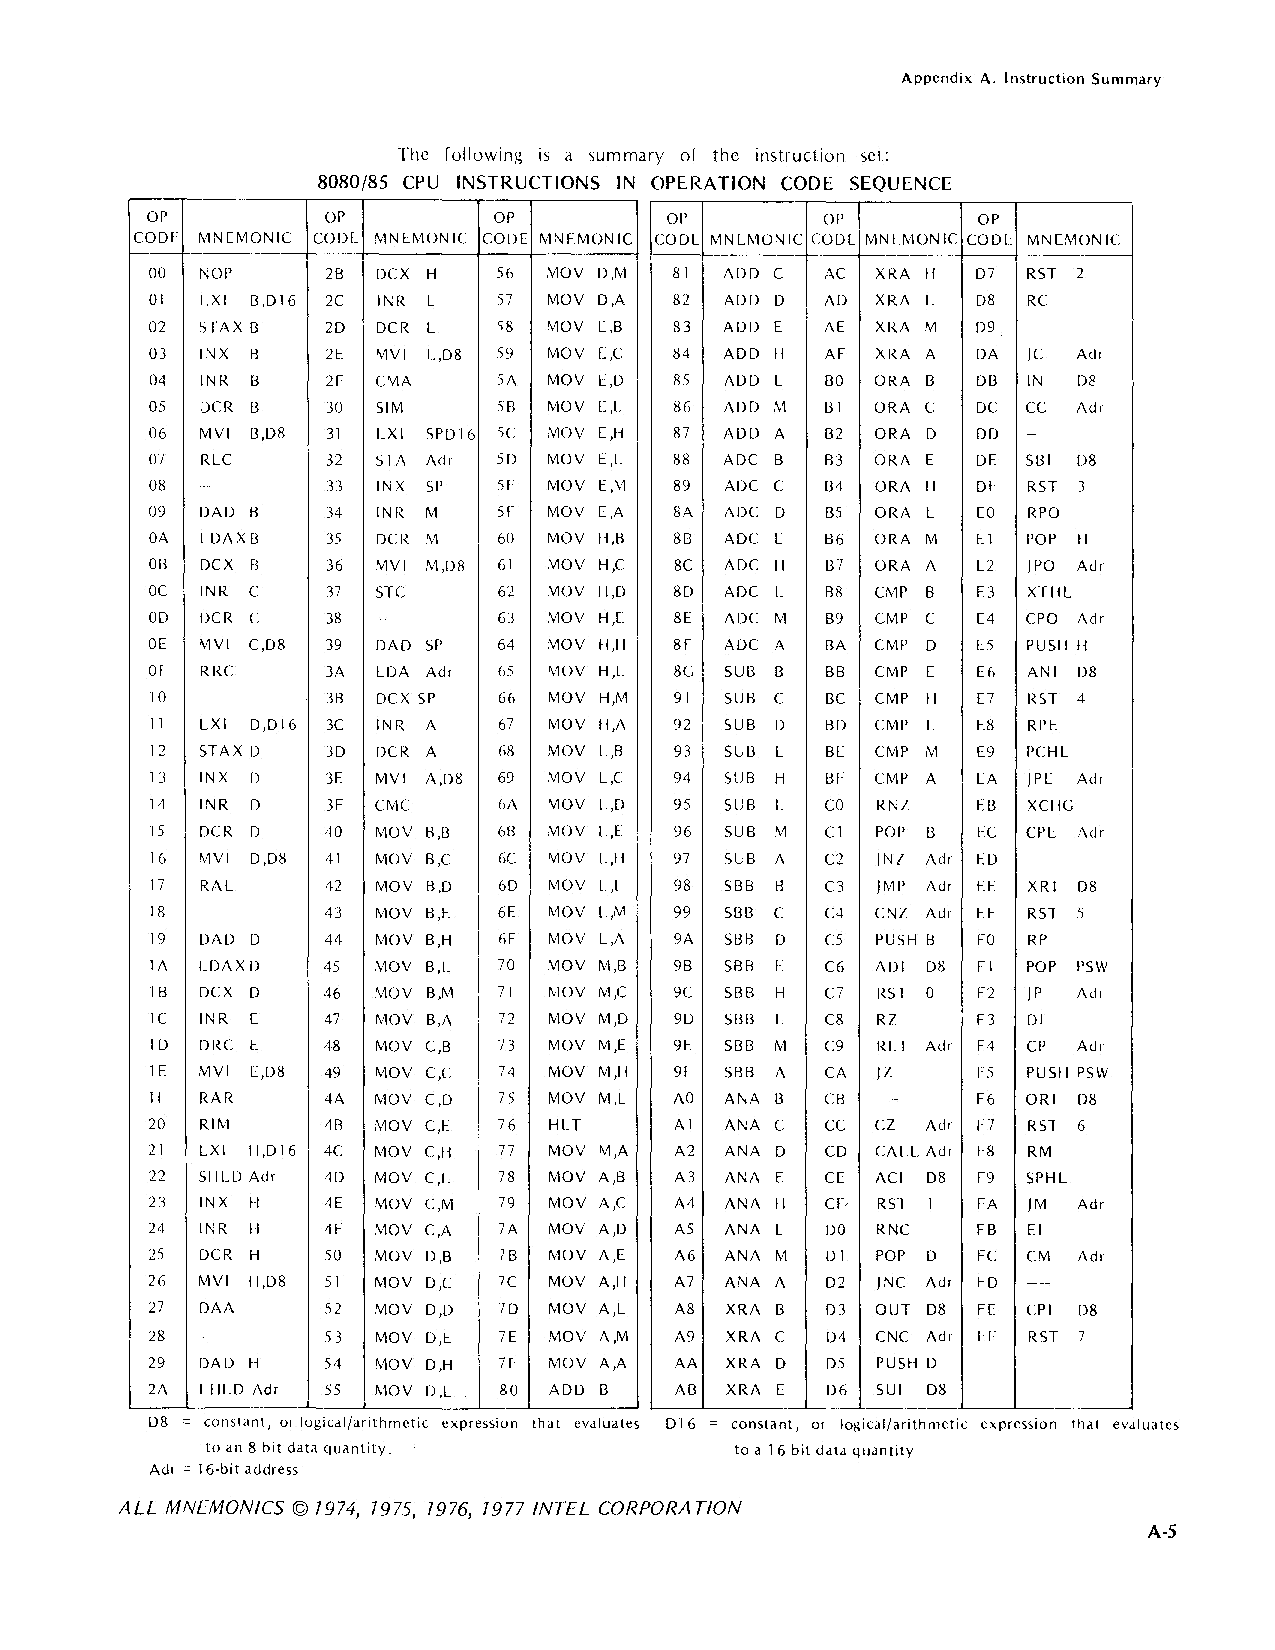 Appendix A. Instruction Summary
The following is a summary of the instruction set:
8080/85 CPU INSTRUCTIONS IN OPERATION CODE SEQUENCE
OP OP OP OP OP OP
CODE MNEMONIC CODE MNEMONIC CODE MNEMONIC CODE MNEMONIC CODE MNEMONIC CODE MNEMONIC
00 NOP 2B DCX H 56 MOV D,M 81 ADD C AC XRA H D7 RST 2
01 LXI B,D16 2C INR L 57 MOV D,A 82 ADD D AD XRA L D8 RC
02 STAX B 2D DCR L 58 MOV E,B 83 ADD E AE XRA M D9
03 INX B 2E MVI L,D8 59 MOV E,C 84 ADD H AF XRA A DA JC Adr
04 INR B 2F CMA 5A MOV E,D 85 ADD L B0 ORA B DB IN D8
05 DCR B 30 SIM 5B MOV E,E 86 ADD M B1 ORA C DC CC Adr
06 MVI B,D8 31 LXI SPD16 5C MOV E,H 87 ADD A B2 ORA D DD –
07 RLC 32 STA Adr 5D MOV E,L 88 ADC B B3 ORA E DE SBI D8
08 -- 33 INX SP 5E MOV E,M 89 ADC C B4 ORA H DF RST 3
09 DAD B 34 INR M 5F MOV E,A 8A ADC D B5 ORA L E0 RPO
0A LDAX B 35 DCR M 60 MOV H,B 8B ADC E B6 ORA M E1 POP H
0B DCX B 36 MVI M,D8 61 MOV H,C 8C ADC H B7 ORA A E2 JPO Adr
0C INR C 37 STC 62 MOV H,D 8D ADC L B8 CMP B E3 XTHL
0D DCR C 38 -- 63 MOV H,E 8E ADC M B9 CMP C E4 CPO Adr
0E MVI C,D8 39 DAD SP 64 MOV H,H 8F ADC A BA CMP D E5 PUSH H
0F RRC 3A LDA Adr 65 MOV H,L 8G SUB B BB CMP E E6 ANI D8
10 3B DCX SP 66 MOV H,M 91 SUB C BC CMP H E7 RST 4
11 LXI D,D16 3C INR A 67 MOV H,A 92 SUB D BD CMP L E8 RPE
12 STAX D 3D DCR A 68 MOV L,B 93 SUB E BE CMP M E9 PCHL
13 INX D 3E MVI A,D8 69 MOV L,C 94 SUB H BF CMP A EA JPE Adr
14 INR D 3F CMC 6A MOV L,D 95 SUB L C0 RNZ EB XCHG
15 DCR D 40 MOV B,B 6B MOV L,E 96 SUB M C1 POP B EC CPE Adr
16 MVI D,D8 41 MOV B,C 6C MOV L,H 97 SUB A C2 JNZ Adr ED
17 RAL 42 MOV B,D 6D MOV L,L 98 SBB B C3 JMP Adr EE XRI D8
18 43 MOV B,E 6E MOV L,M 99 SBB C C4 CNZ Adr EF RST 5
19 DAD D 44 MOV B,H 6F MOV L,A 9A SBB D C5 PUSH B F0 RP
1A LDAX D 45 MOV B,L 70 MOV M,B 9B SBB E C6 ADI D8 F1 POP PSW
1B DCX D 46 MOV B,M 71 MOV M,C 9C SBB H C7 RST 0 F2 JP Adr
1C INR E 47 MOV B,A 72 MOV M,D 9D SBB L C8 RZ F3 DI
1D DRC E 48 MOV C,B 73 MOV M,E 9E SBB M C9 RET Adr F4 CP Adr
1E MVI E,D8 49 MOV C,C 74 MOV M,H 9F SBB A CA JZ F5 PUSH PSW
1F RAR 4A MOV C,D 75 MOV M,L A0 ANA B CB – F6 ORI D8
20 RIM 4B MOV C,E 76 HLT A1 ANA C CC CZ Adr F7 RST 6
21 LXI H,D16 4C MOV C,H 77 MOV M,A A2 ANA D CD CALL Adr F8 RM
22 SHLD Adr 4D MOV C,L 78 MOV A,B A3 ANA E CE ACI D8 F9 SPHL
23 INX H 4E MOV C,M 79 MOV A,C A4 ANA H CF RST 1 FA JM Adr
24 INR H 4F MOV C,A 7A MOV A,D A5 ANA L D0 RNC FB EI
25 DCR H 50 MOV D,B 7B MOV A,E A6 ANA M D1 POP D FC CM Adr
26 MVI H,D8 51 MOV D,C 7C MOV A,H A7 ANA A D2 JNC Adr FD ––
27 DAA 52 MOV D,D 7D MOV A,L A8 XRA B D3 OUT D8 FE CPI D8
28 - 53 MOV D,E 7E MOV A,M A9 XRA C D4 CNC Adr FF RST 7
29 DAD H 54 MOV D,H 7F MOV A,A AA XRA D D5 PUSH D
2A LHLD Adr 55 MOV D,L 80 ADD B AB XRA E D6 SUI D8
D8 = constant, or logical/arithmetic expression that evaluates D16 = constant, or logical/arithmetic expression that evaluates
to an 8 bit data quantity. to a 16 bit data quantity
Adr = 16-bit address
ALL MNEMONICS © 1974, 1975, 1976, 1977 INTEL CORPORATION
A-5